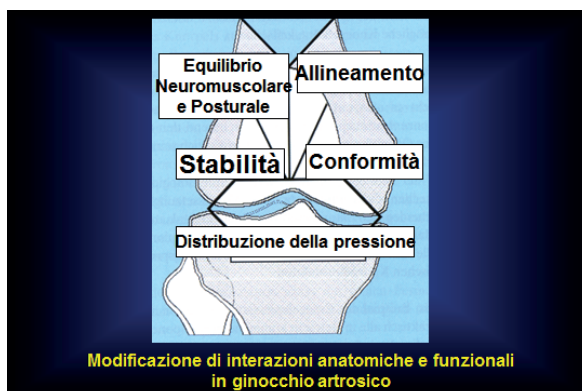 Equilibrio
Neuromuscolare
e Posturale
Allineamento
Stabilità
Conformità
Distribuzione della pressione
Modificazione di interazioni anatomiche e funzionali
in ginocchio artrosico